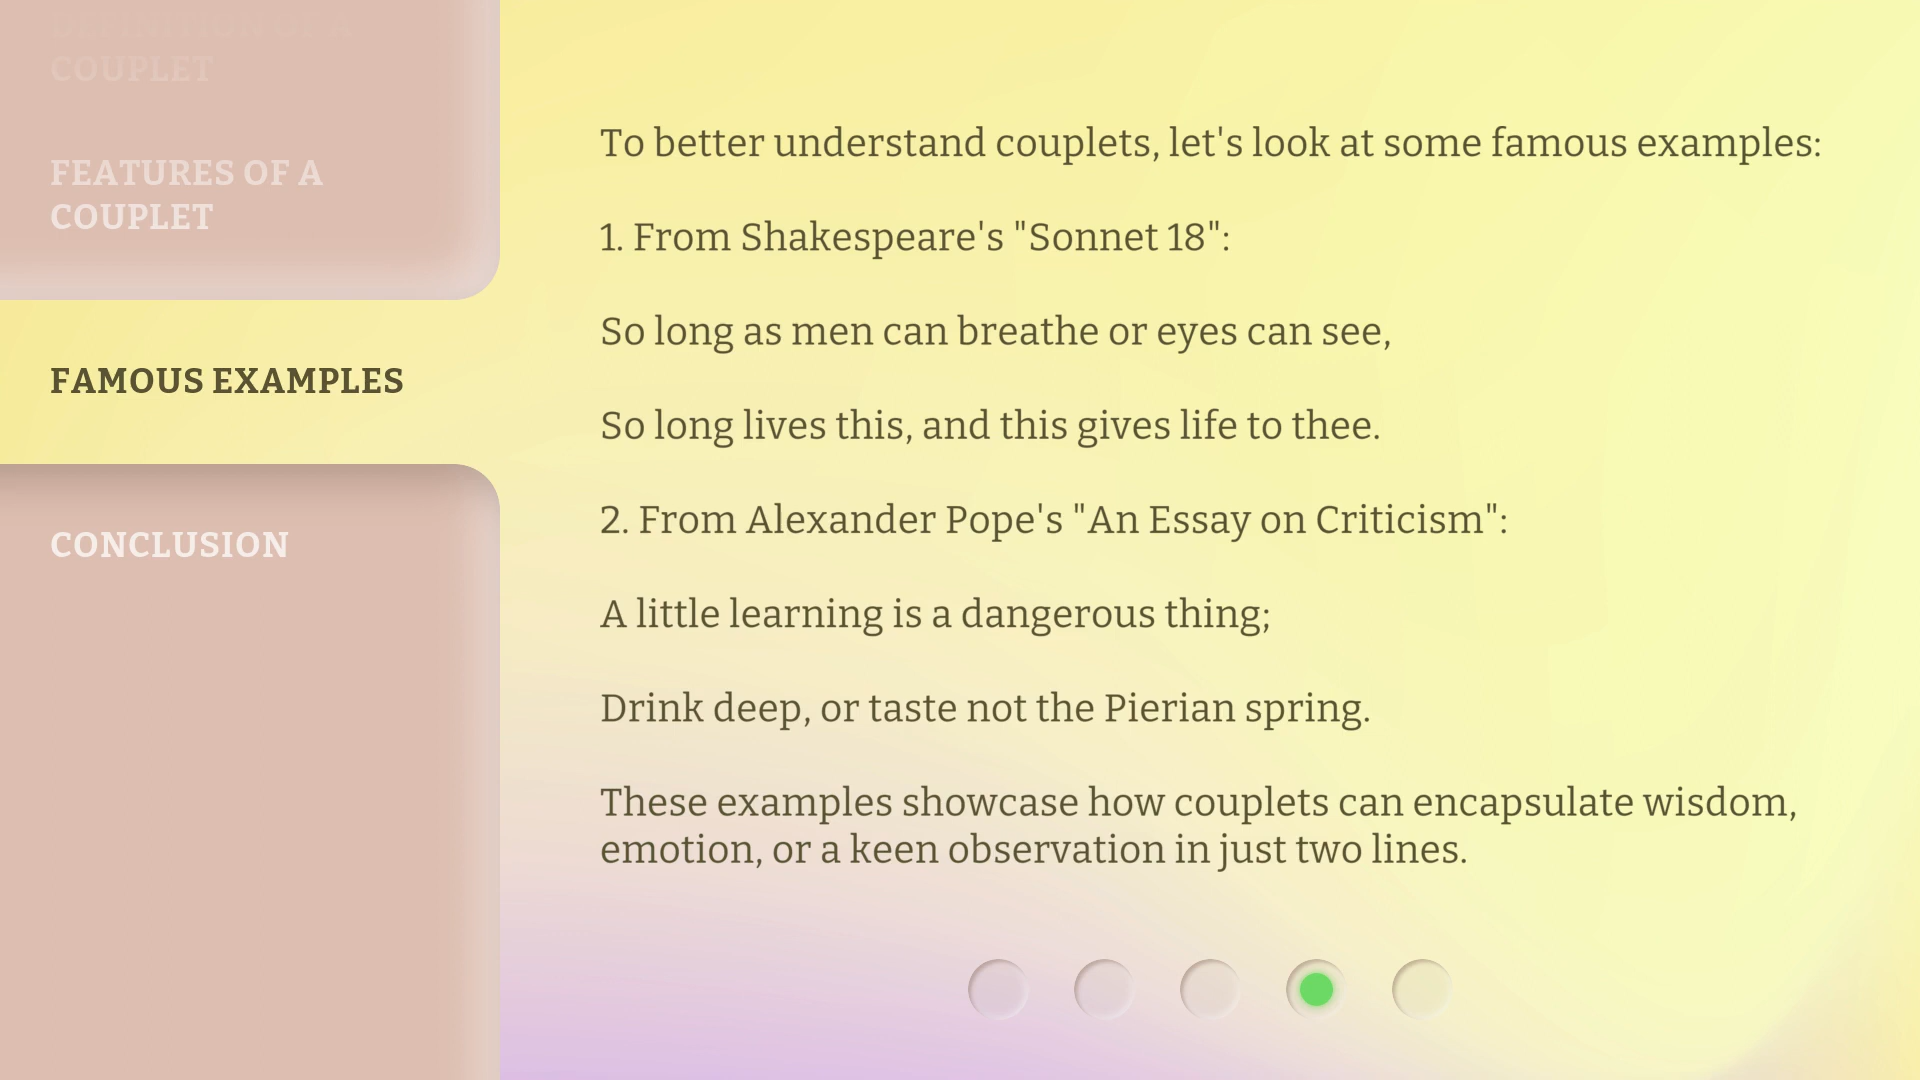 DEFINITION OF A
COUPLET
FEATURES OF A
COUPLET
FAMOUS EXAMPLES
CONCLUSION
To better understand couplets, let's look at some famous examples:
1. From Shakespeare's "Sonnet 18":
So long as men can breathe or eyes can see,
So long lives this, and this gives life to thee.
2. From Alexander Pope's "An Essay on Criticism":
A little learning is a dangerous thing;
Drink deep, or taste not the Pierian spring.
These examples showcase how couplets can encapsulate wisdom,
emotion, or a keen observation in just two lines.